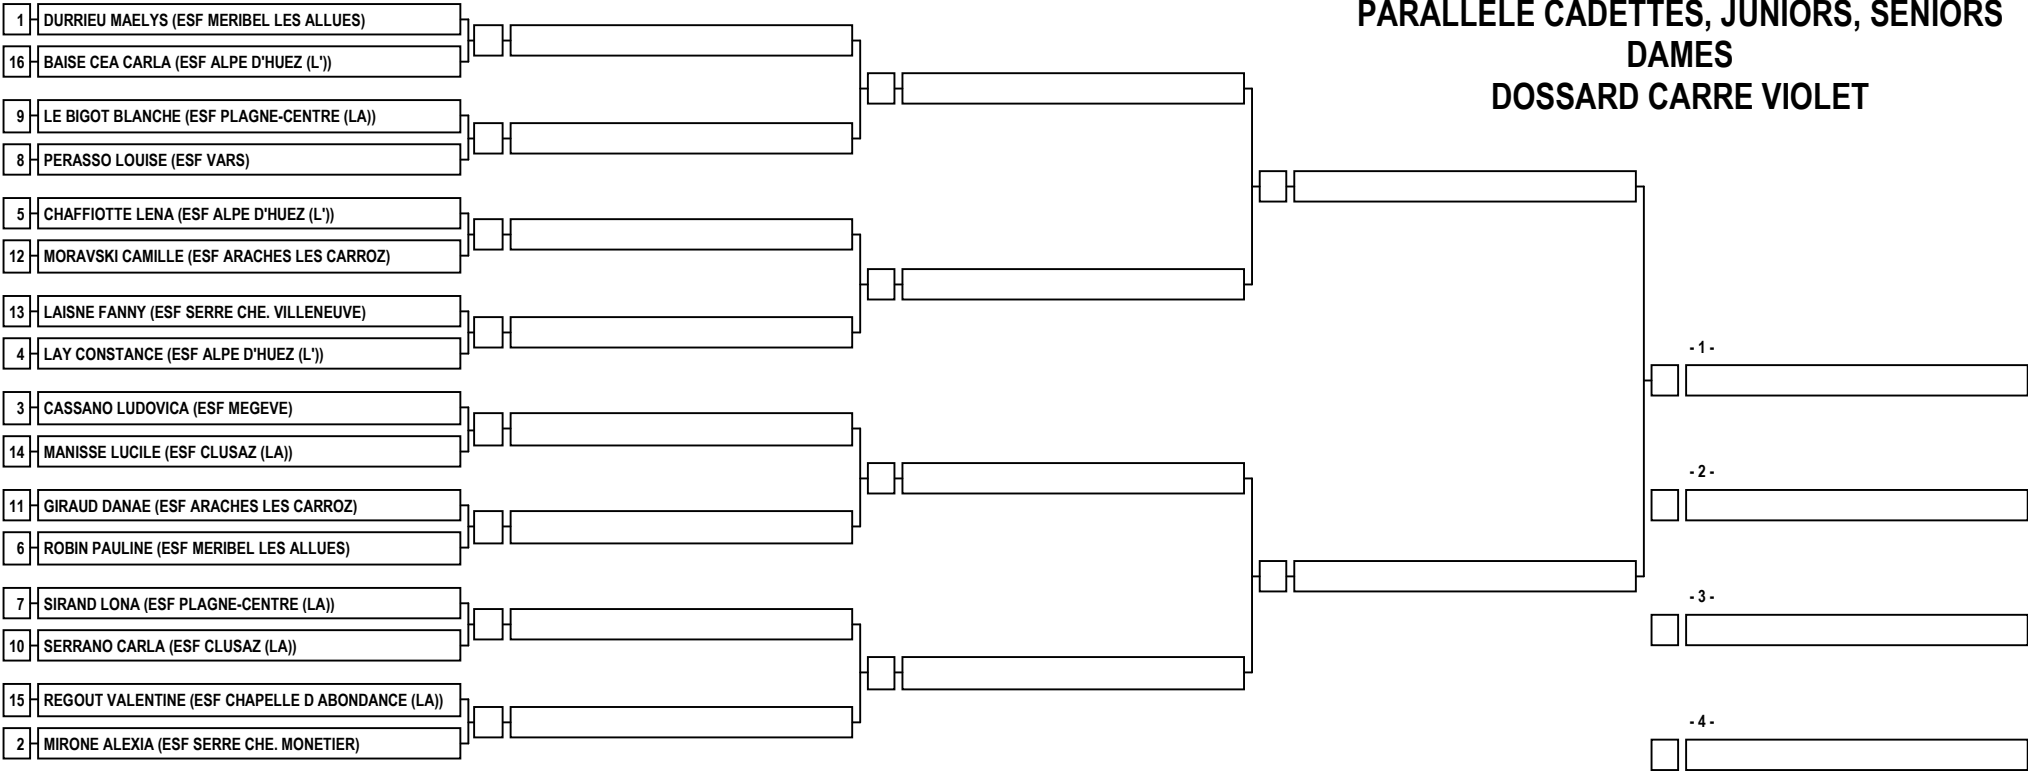 PARALLELE CADETTES, JUNIORS, SENIORS
DAMES
DOSSARD CARRE VIOLET
1 DURRIEU MAELYS (ESF MERIBEL LES ALLUES)
16 BAISE CEA CARLA (ESF ALPE D'HUEZ (L'))
9 LE BIGOT BLANCHE (ESF PLAGNE-CENTRE (LA))
8 PERASSO LOUISE (ESF VARS)
5 CHAFFIOTTE LENA (ESF ALPE D'HUEZ (L'))
12 MORAVSKI CAMILLE (ESF ARACHES LES CARROZ)
13 LAISNE FANNY (ESF SERRE CHE. VILLENEUVE)
4 LAY CONSTANCE (ESF ALPE D'HUEZ (L'))
3 CASSANO LUDOVICA (ESF MEGEVE)
14 MANISSE LUCILE (ESF CLUSAZ (LA))
11 GIRAUD DANAE (ESF ARACHES LES CARROZ)
6 ROBIN PAULINE (ESF MERIBEL LES ALLUES)
7 SIRAND LONA (ESF PLAGNE-CENTRE (LA))
10 SERRANO CARLA (ESF CLUSAZ (LA))
15 REGOUT VALENTINE (ESF CHAPELLE D ABONDANCE (LA))
2 MIRONE ALEXIA (ESF SERRE CHE. MONETIER)
- 1 -
- 2 -
- 3 -
- 4 -